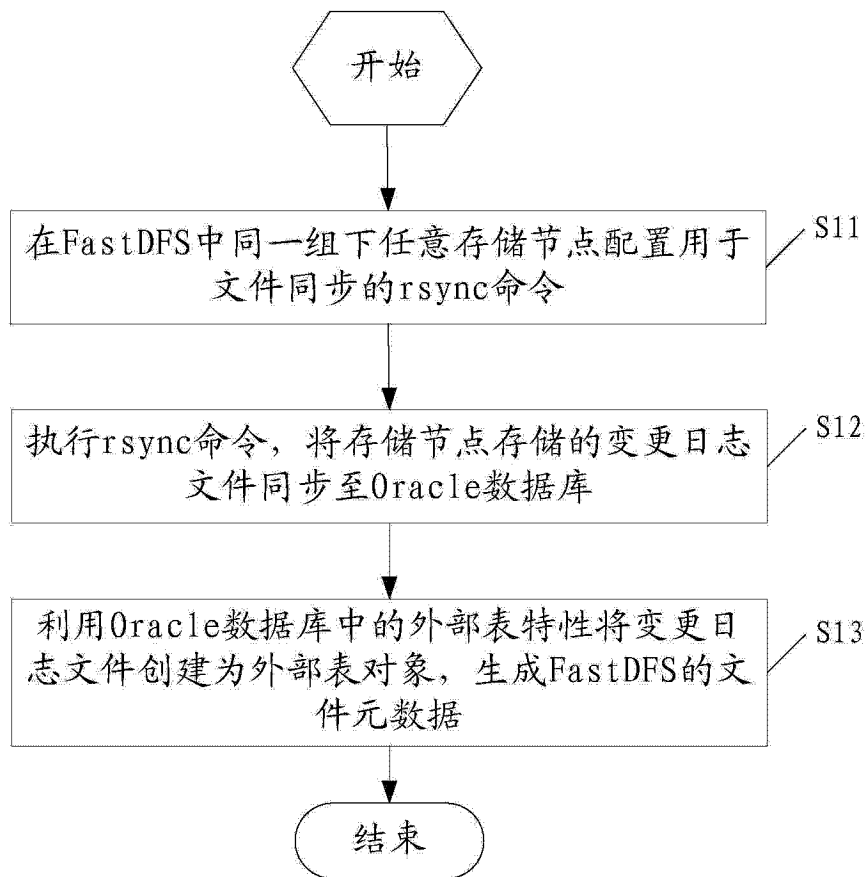 开始
在FastDFS中同一组下任意存储节点配置用于
文件同步的rsync命令
S11
执行rsync命令，将存储节点存储的变更日志
文件同步至Oracle数据库
S12
利用Oracle数据库中的外部表特性将变更日
志文件创建为外部表对象，生成FastDFS的文
件元数据
S13
结束